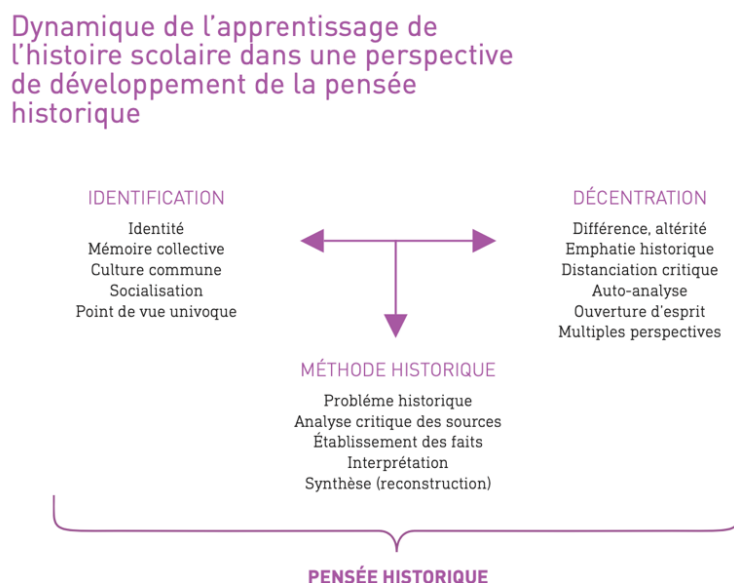 Dynamique de l'apprentissage de
l'histoire scolaire dans une perspective
de développement de la pensée
historique
IDENTIFICATION
Identité
Mémoire collective
Culture commune
Socialisation
Point de vue univoque
DÉCENTRATION
Différence, altérité
Emphatie historique
Distanciation critique
Auto-analyse
Ouverture d'esprit
Multiples perspectives
MÉTHODE HISTORIQUE
Probléme historique
Analyse critique des sources
Établissement des faits
Interprétation
Synthèse (reconstruction)
PENSÉE HISTORIQUE